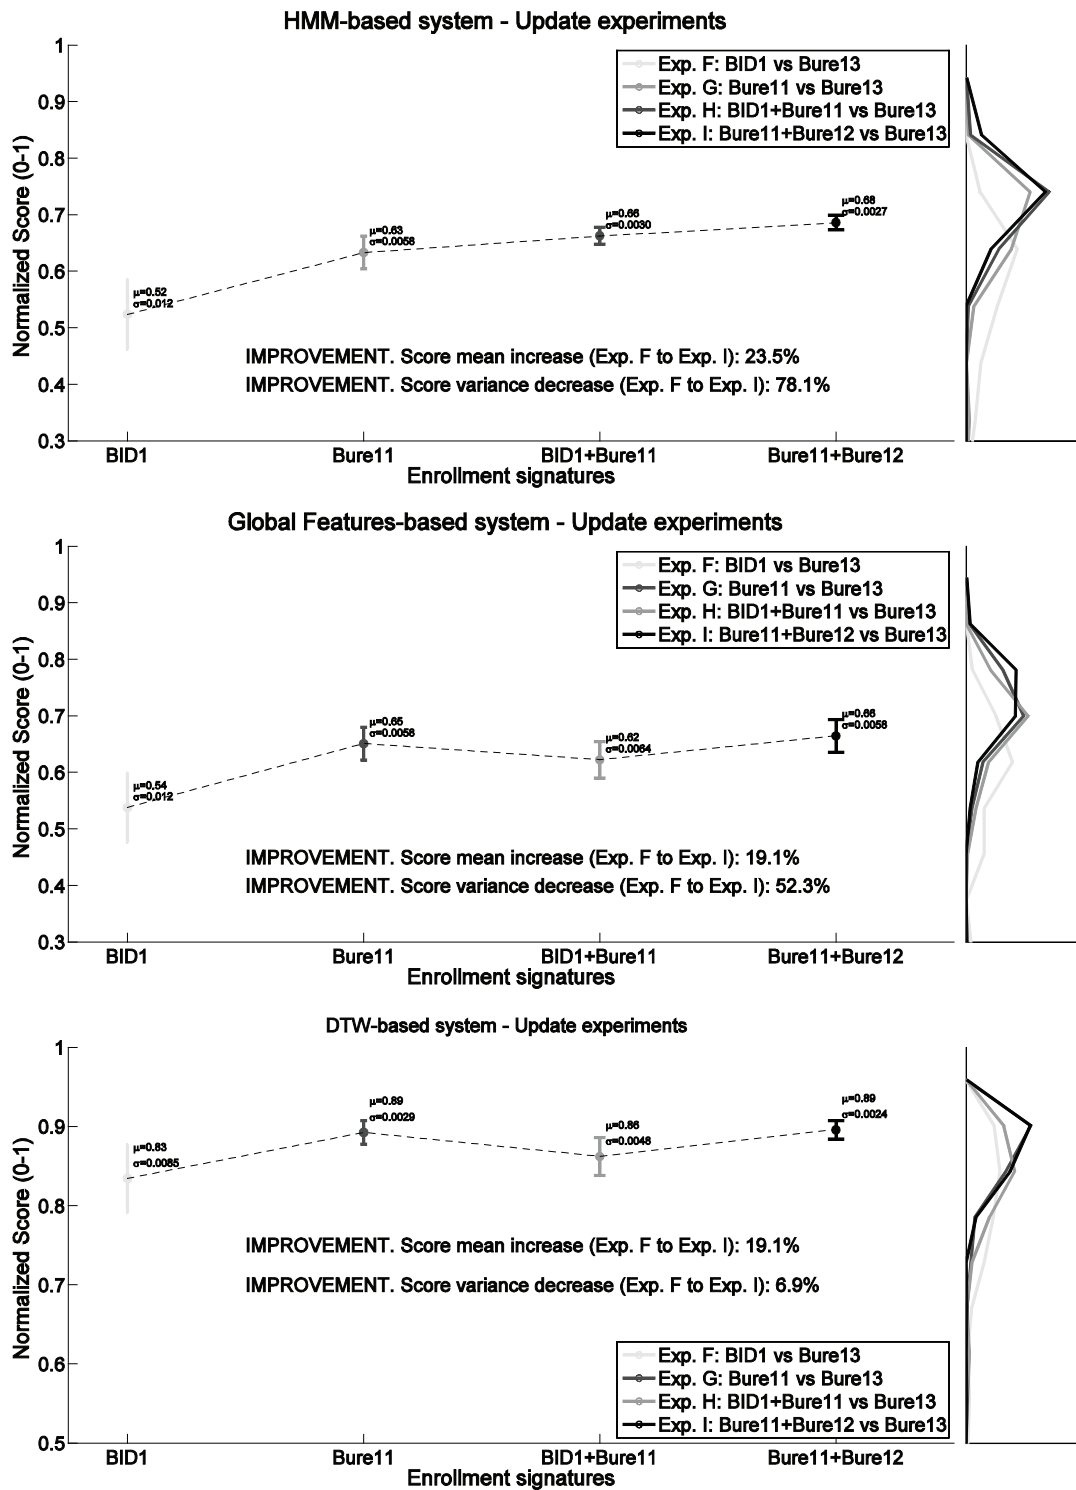 HMM-based system - Update experiments
1
0.9
0.8
0.7
0.6
0.5
0.4
0.3
Normalized Score (0-1)
Exp. F: BID1 vs Bure13
Exp. G: Bure11 vs Bure13
Exp. H: BID1+Bure11 vs Bure13
Exp. I: Bure11+Bure12 vs Bure13
μ=0.52
σ=0.012
μ=0.63
σ=0.0058
μ=0.66
σ=0.0030
μ=0.68
σ=0.0027
IMPROVEMENT. Score mean increase (Exp. F to Exp. I): 23.5%
IMPROVEMENT. Score variance decrease (Exp. F to Exp. I): 78.1%
BID1 Bure11 BID1+Bure11 Bure11+Bure12
Enrollment signatures
Global Features-based system - Update experiments
1
0.9
0.8
0.7
0.6
0.5
0.4
0.3
Normalized Score (0-1)
Exp. F: BID1 vs Bure13
Exp. G: Bure11 vs Bure13
Exp. H: BID1+Bure11 vs Bure13
Exp. I: Bure11+Bure12 vs Bure13
μ=0.54
σ=0.012
μ=0.65
σ=0.0058
μ=0.62
σ=0.0064
μ=0.66
σ=0.0058
IMPROVEMENT. Score mean increase (Exp. F to Exp. I): 19.1%
IMPROVEMENT. Score variance decrease (Exp. F to Exp. I): 52.3%
BID1 Bure11 BID1+Bure11 Bure11+Bure12
Enrollment signatures
DTW-based system - Update experiments
1
0.9
0.8
0.7
0.6
0.5
Normalized Score (0-1)
μ=0.83
σ=0.0085
μ=0.89
σ=0.0029
μ=0.86
σ=0.0048
μ=0.89
σ=0.0024
IMPROVEMENT. Score mean increase (Exp. F to Exp. I): 19.1%
IMPROVEMENT. Score variance decrease (Exp. F to Exp. I): 6.9%
Exp. F: BID1 vs Bure13
Exp. G: Bure11 vs Bure13
Exp. H: BID1+Bure11 vs Bure13
Exp. I: Bure11+Bure12 vs Bure13
BID1 Bure11 BID1+Bure11 Bure11+Bure12
Enrollment signatures